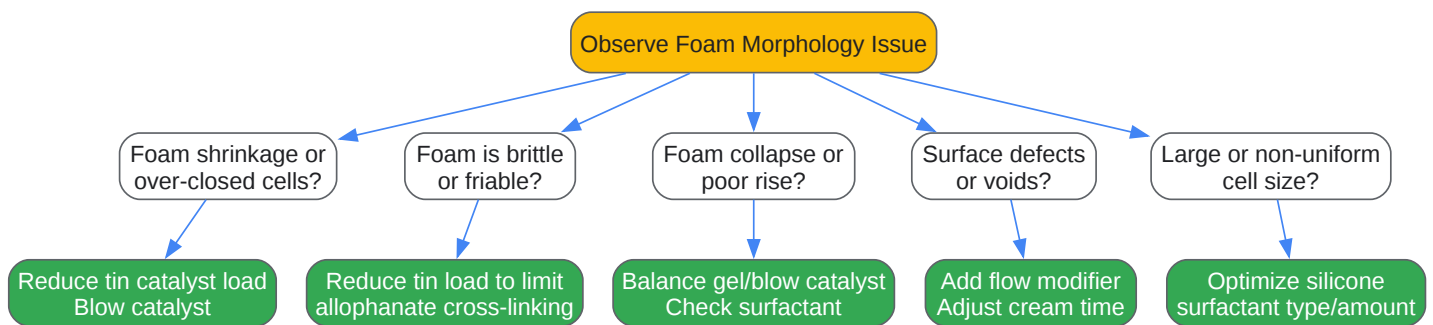 Observe Foam Morphology Issue
Foam shrinkage or
over-closed cells?
Foam is brittle
or friable?
Foam collapse or
poor rise?
Surface defects
or voids?
Large or non-uniform
cell size?
Reduce tin catalyst load
Blow catalyst
Reduce tin load to limit
allophanate cross-linking
Balance gel/blow catalyst
Check surfactant
Add flow modifier
Adjust cream time
Optimize silicone
surfactant type/amount